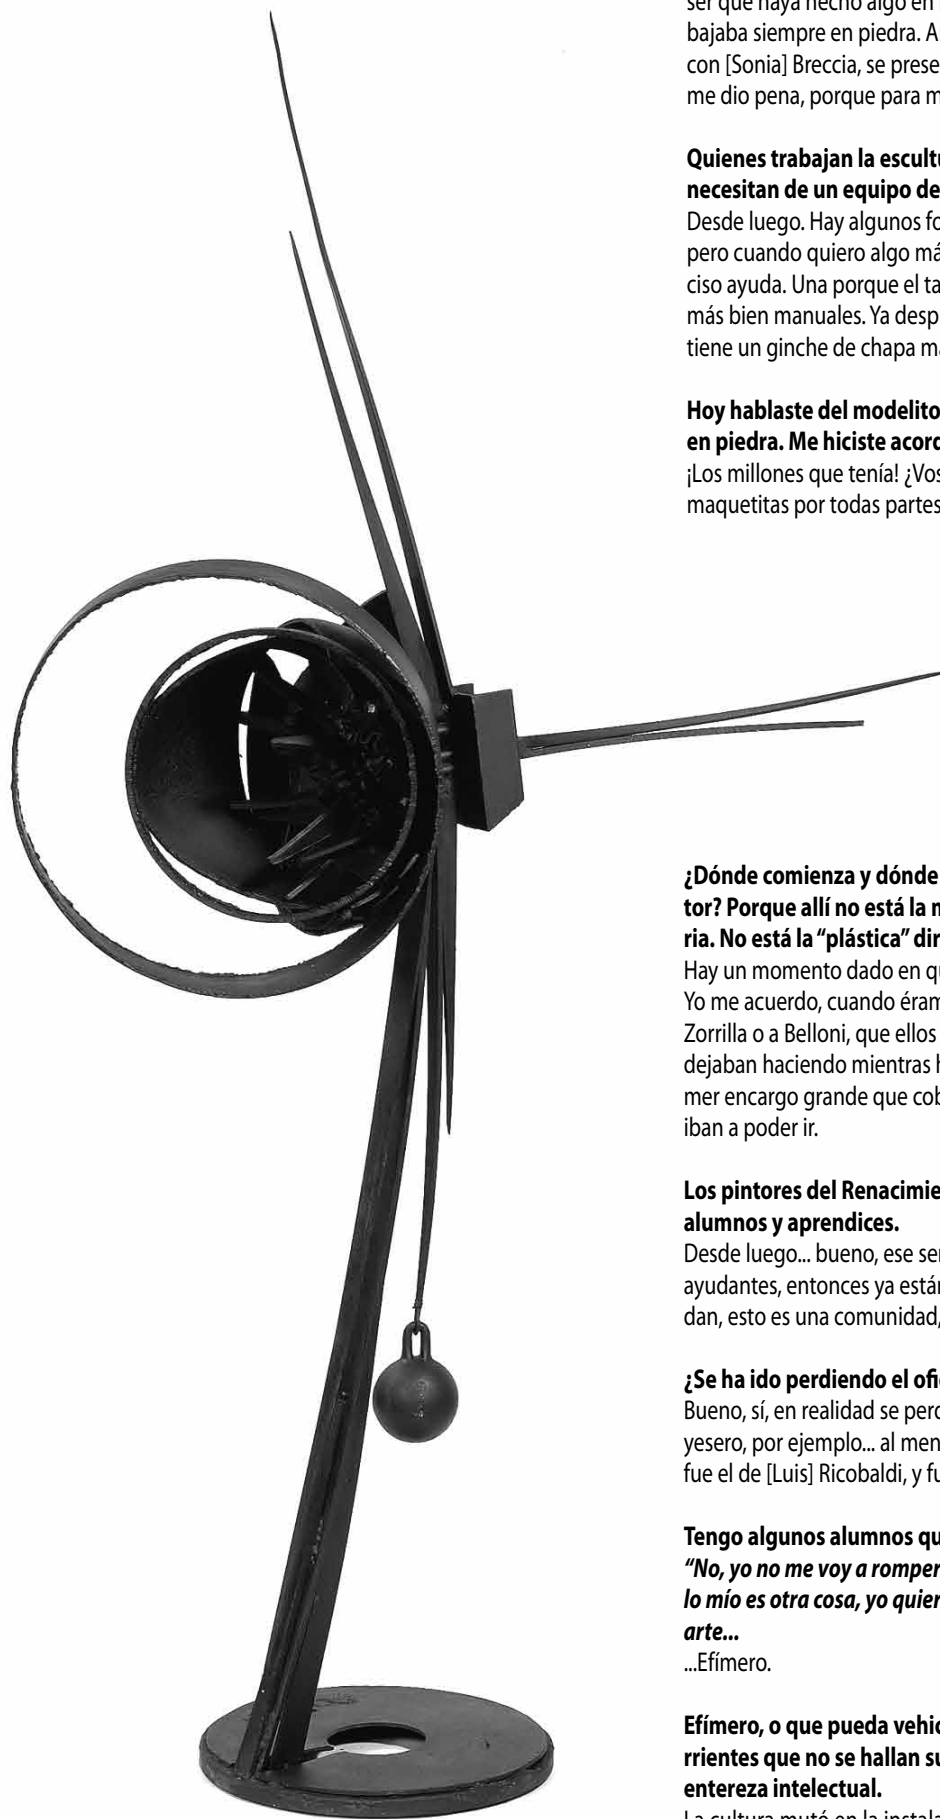 ser que haya hecho algo en
bajaba siempre en piedra. A
con [Sonia] Breccia, se prese
me dio pena, porque para m
Quienes trabajan la escultu
necesitan de un equipo de
Desde luego. Hay algunos fo
pero cuando quiero algo má
ciso ayuda. Una porque el ta
más bien manuales. Ya desp
tiene un ginche de chapa ma
Hoy hablaste del modelito
en piedra. Me hiciste acord
¡Los millones que tenía! ¿Vos
maquetitas por todas partes
¿Dónde comienza y dónde
tor? Porque allí no está la m
ria. No está la “plástica” dir
Hay un momento dado en qu
Yo me acuerdo, cuando éram
Zorrilla o a Belloni, que ellos
dejaban haciendo mientras h
mer encargo grande que cob
iban a poder ir.
Los pintores del Renacimie
alumnos y aprendices.
Desde luego... bueno, ese ser
ayudantes, entonces ya están
dan, esto es una comunidad,
¿Se ha ido perdiendo el ofic
Bueno, sí, en realidad se perd
yesero, por ejemplo... al men
fue el de [Luis] Ricobaldi, y fu
Tengo algunos alumnos qu
“No, yo no me voy a romper
lo mío es otra cosa, yo quier
arte...
...Efímero.
Efímero, o que pueda vehic
rrientes que no se hallan su
entereza intelectual.
La cultura mutó en la instala